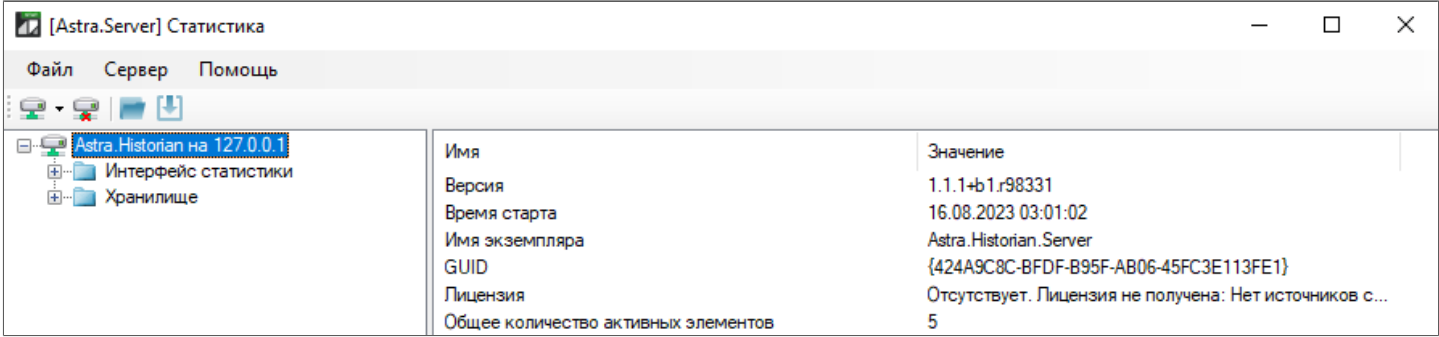 [Astra.Server] Статистика
Файл Сервер Помощь
Astra.Historian на 127.0.0.1
Интерфейс статистики
Хранилище
Имя Значение
Версия 1.1.1+b1.r98331
Время старта 16.08.2023 03:01:02
Имя экземпляра Astra.Historian.Server
GUID {424A9C8C-BFDF-B95F-AB06-45FC3E113FE1}
Лицензия Отсутствует. Лицензия не получена: Нет источников с...
Общее количество активных элементов 5